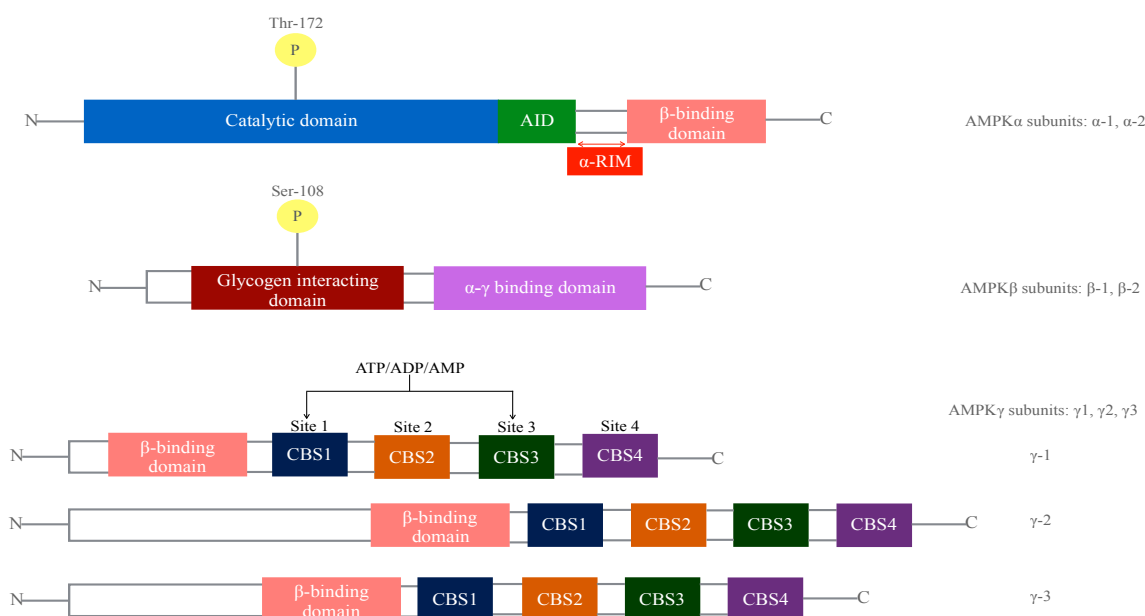 Thr-172
P
N
Catalytic domain
AID
β-binding
domain
C
AMPKα subunits: α-1, α-2
α-RIM
Ser-108
P
N
Glycogen interacting
domain
α-γ binding domain
C
AMPKβ subunits: β-1, β-2
ATP/ADP/AMP
AMPKγ subunits: γ1, γ2, γ3
Site 1
Site 2
Site 3
Site 4
N
β-binding
domain
CBS1
CBS2
CBS3
CBS4
C
γ-1
N
β-binding
domain
CBS1
CBS2
CBS3
CBS4
C
γ-2
N
β-binding
domain
CBS1
CBS2
CBS3
CBS4
C
γ-3